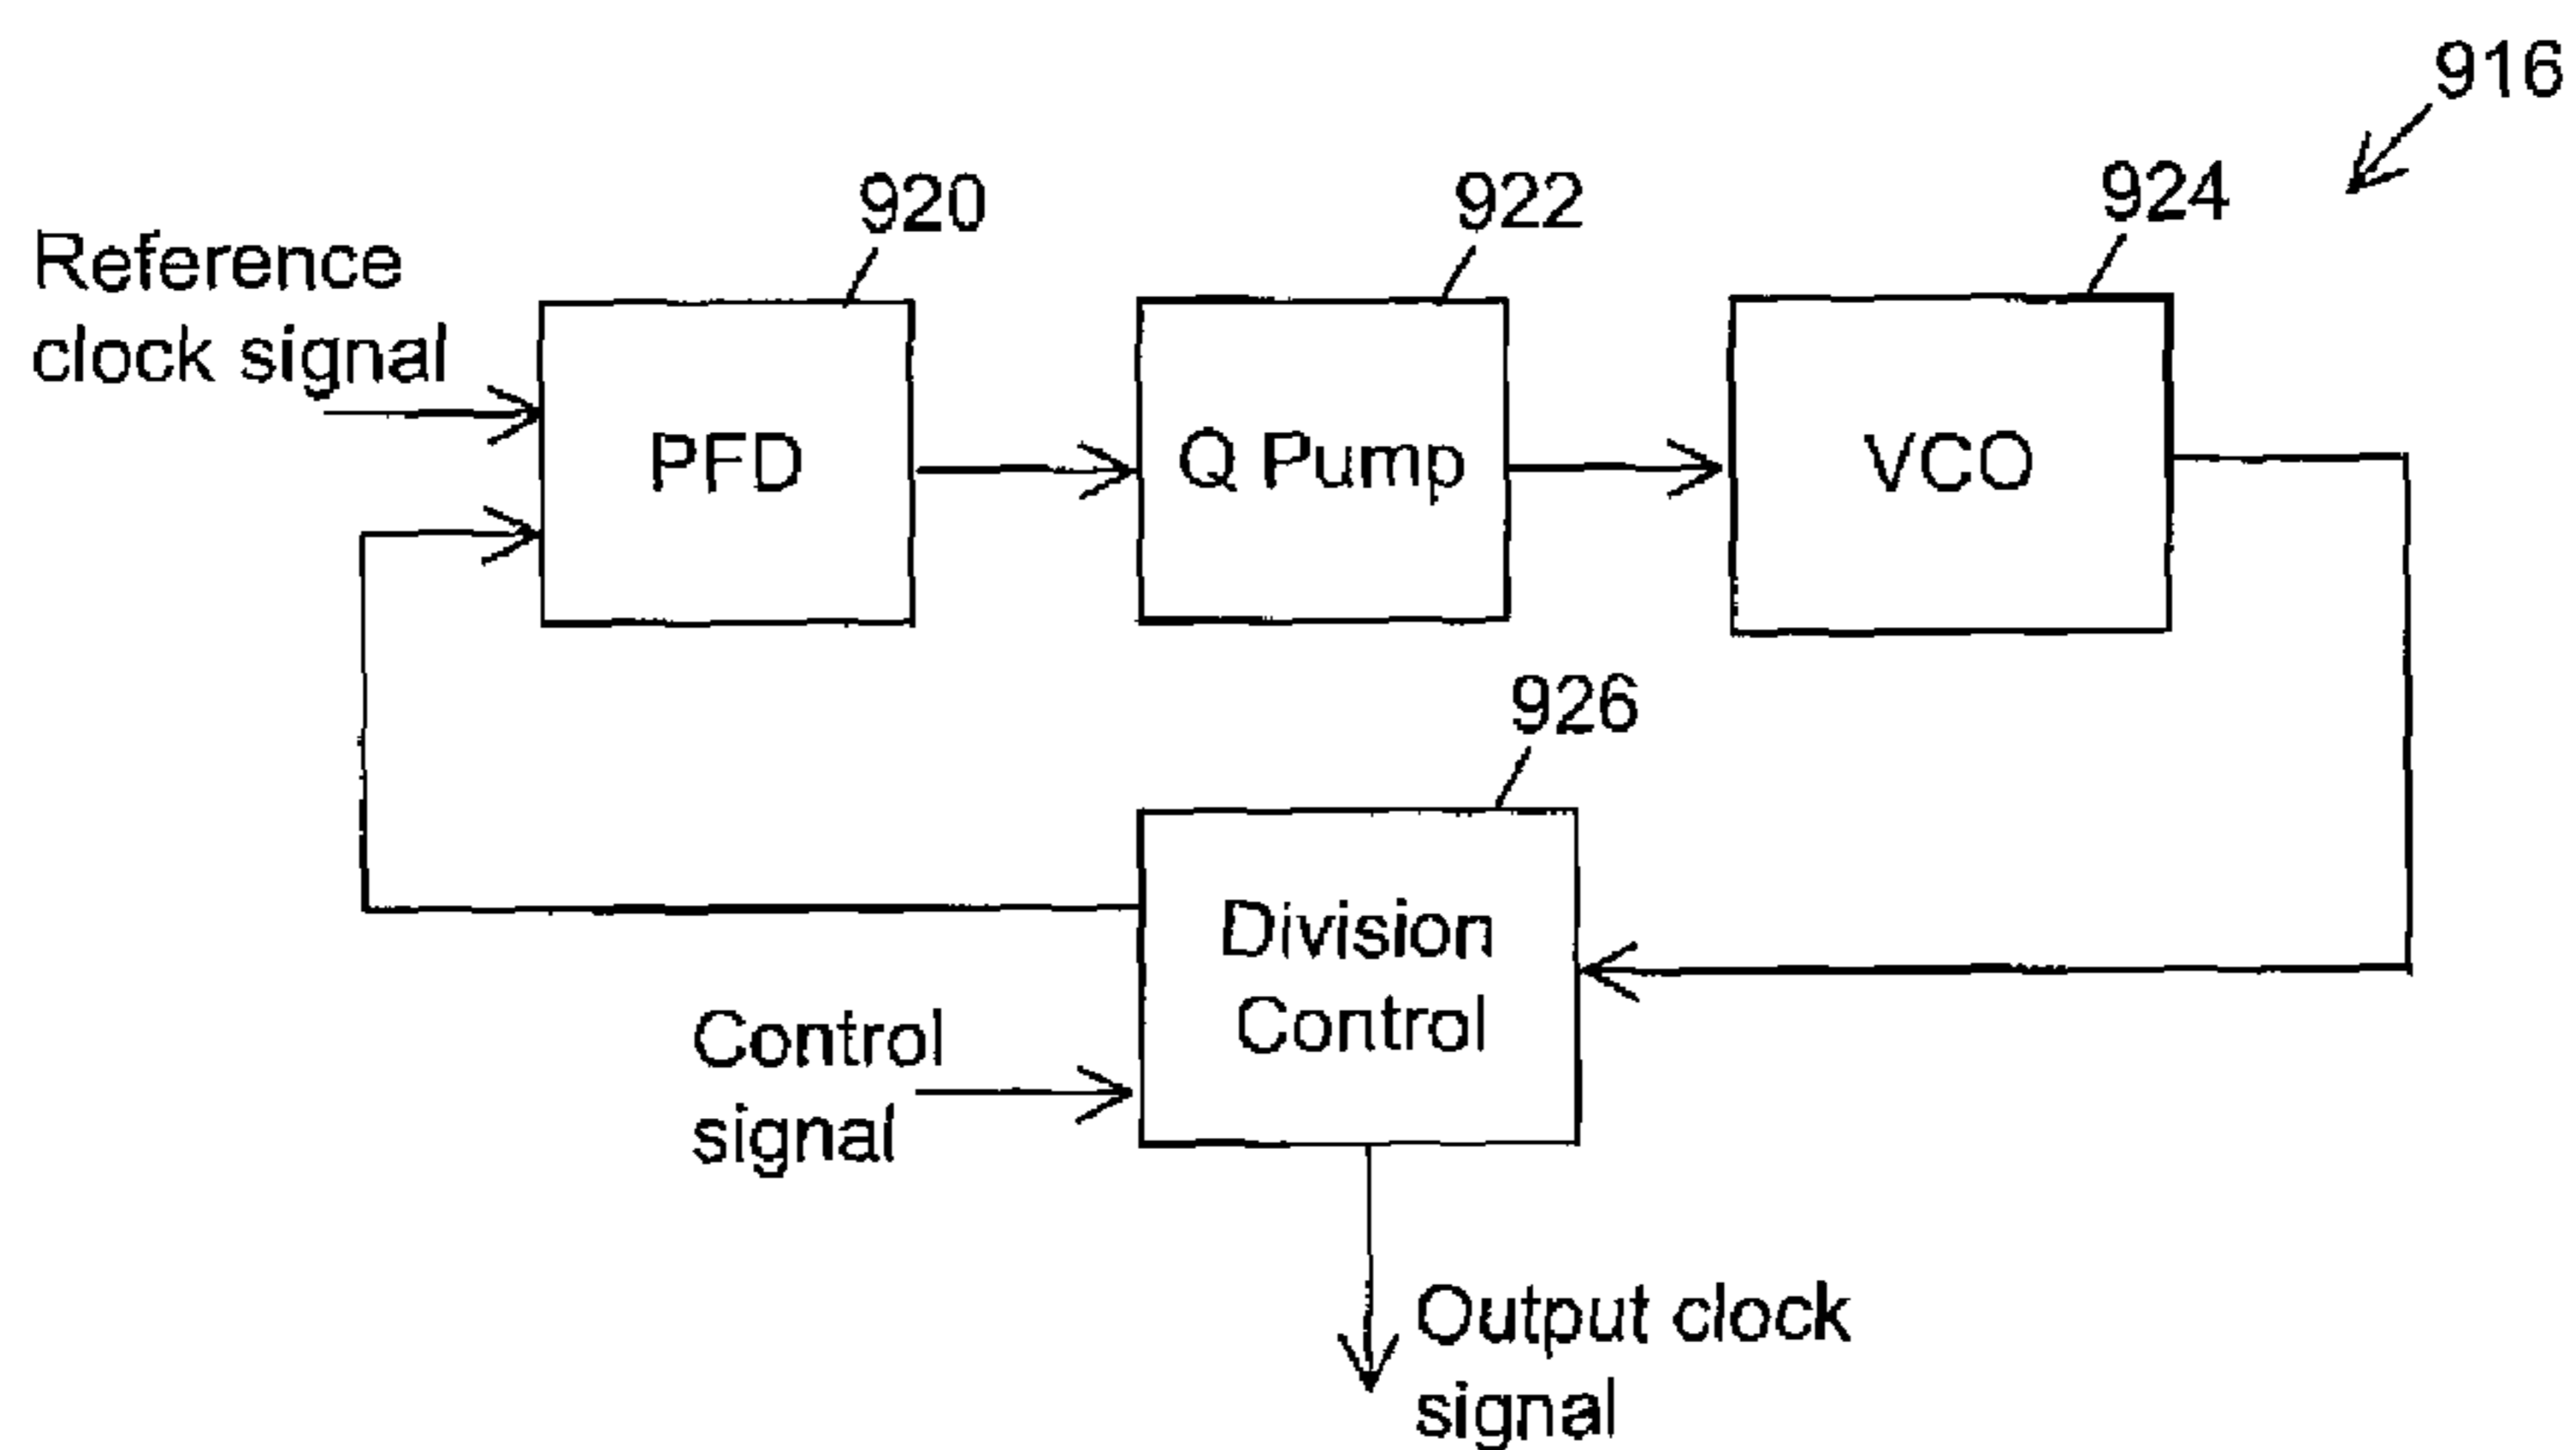 916
920
922
924
Reference
clock signal
PFD
Q Pump
VCO
926
Division
Control
Control
signal
Output clock
signal